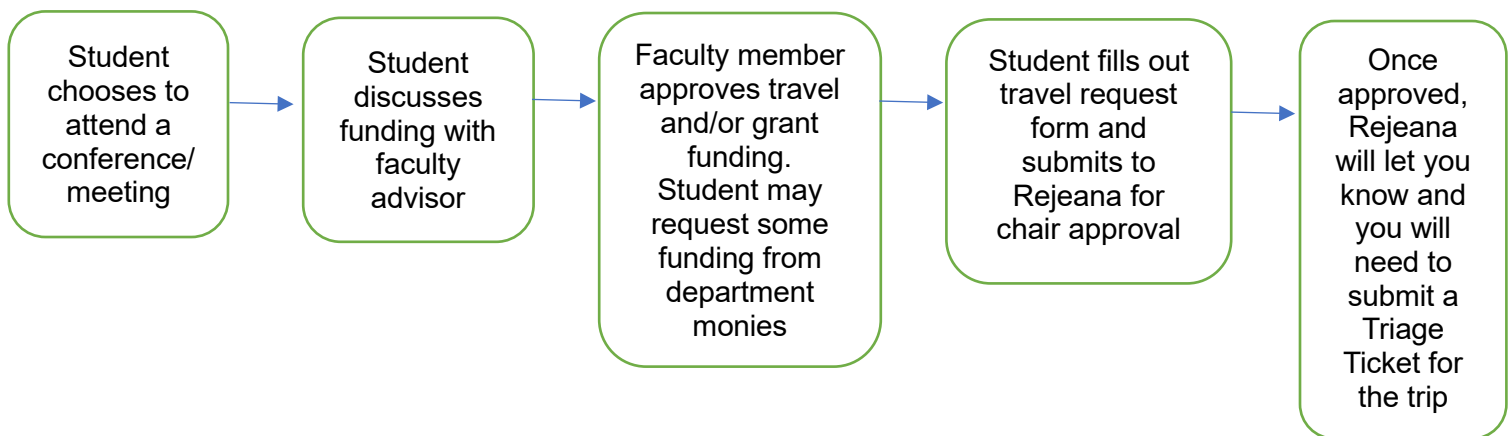 Student
chooses to
attend a
conference/
meeting
Student
discusses
funding with
faculty
advisor
Faculty member
approves travel
and/or grant
funding.
Student may
request some
funding from
department
monies
Student fills out
travel request
form and
submits to
Rejeana for
chair approval
Once
approved,
Rejeana
will let you
know and
you will
need to
submit a
Triage
Ticket for
the trip